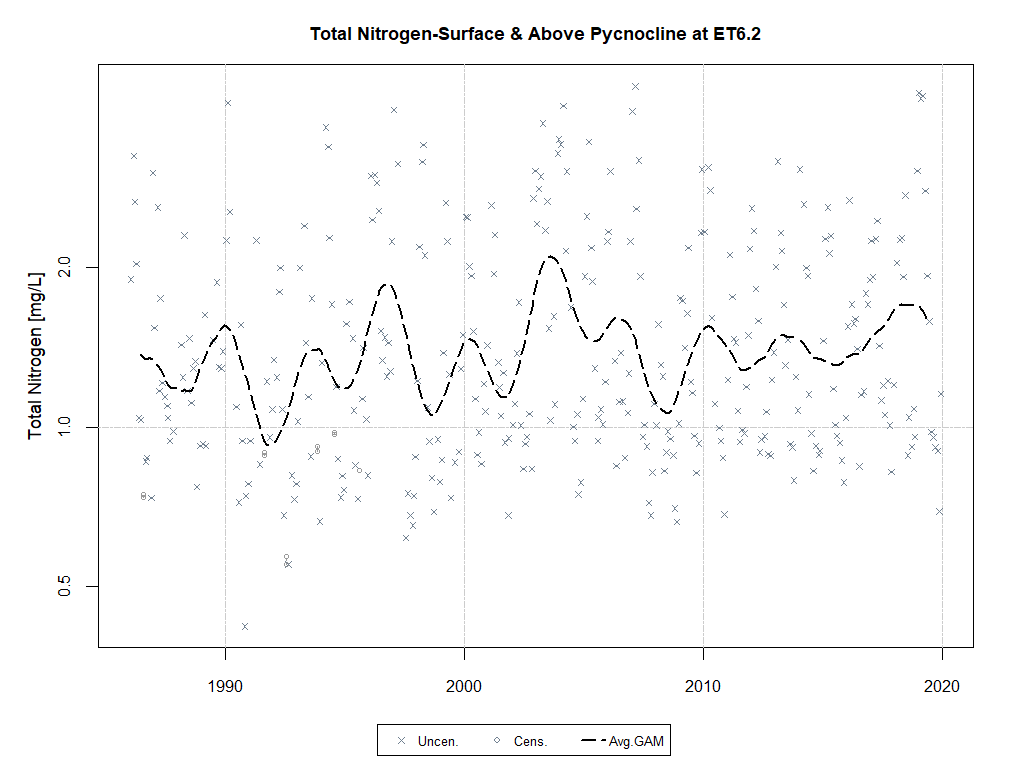 Total Nitrogen-Surface & Above Pycnocline at ET6.2
Total Nitrogen [mg/L]
2.0
1.0
0.5
1990
2000
2010
2020
Uncen.
Cens.
Avg.GAM